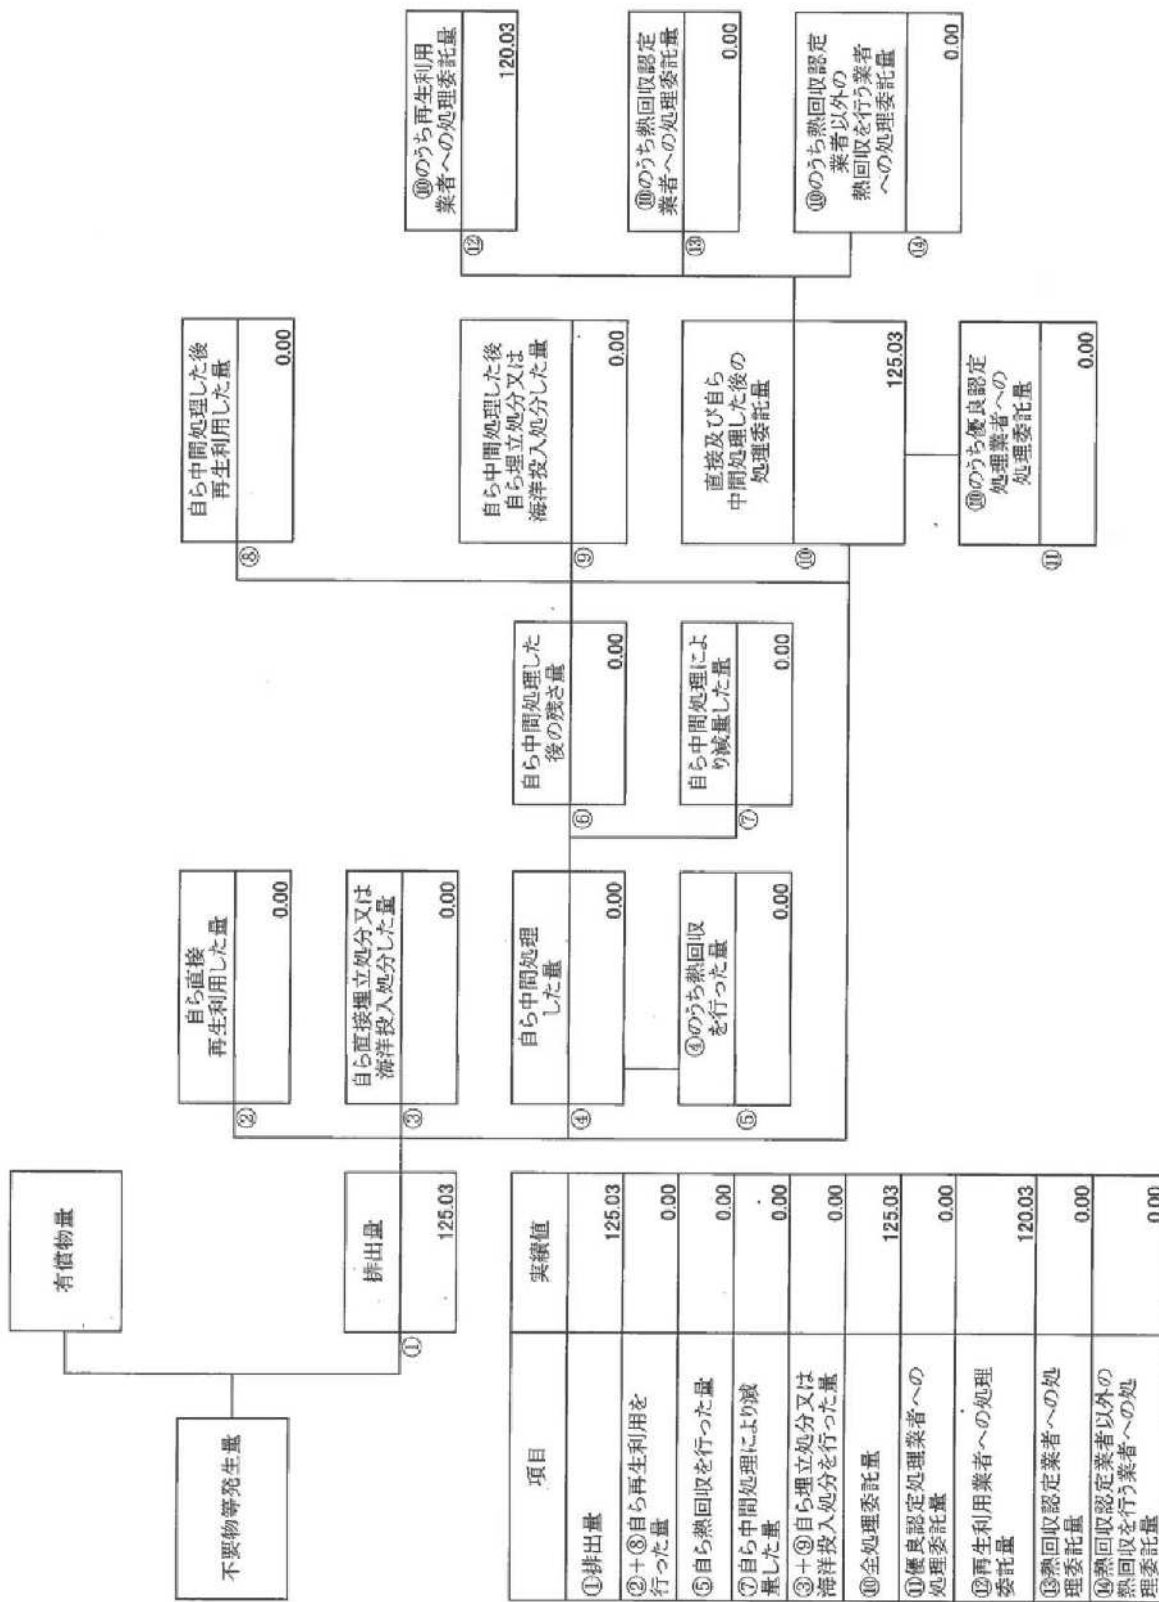 不要物等発生量
有償物量
排出量
① 125.03
自ら直接
再生利用した量
② 0.00
自ら直接埋立処分又は
海洋投入処分した量
③ 0.00
自ら中間処理
した量
④ 0.00
④のうち熱回収
を行った量
⑤ 0.00
自ら中間処理した
後の残さ量
⑥ 0.00
自ら中間処理によ
り減量した量
⑦ 0.00
自ら中間処理した後
再生利用した量
⑧ 0.00
自ら中間処理した後
自ら埋立処分又は
海洋投入処分した量
⑨ 0.00
直接及び自ら
中間処理した後の
処理委託量
⑩ 125.03
⑩のうち優良認定
処理業者への
処理委託量
⑪ 0.00
⑩のうち再生利用
業者への処理委託量
⑫ 120.03
⑩のうち熱回収認定
業者への処理委託量
⑬ 0.00
⑩のうち熱回収認定
業者以外の
熱回収を行う業者
への処理委託量
⑭ 0.00
項目 実績値
①排出量 125.03
②+⑧自ら再生利用を
行った量 0.00
⑤自ら熱回収を行った量 0.00
⑦自ら中間処理により減
量した量 0.00
③+⑨自ら埋立処分又は
海洋投入処分を行った量 0.00
⑩全処理委託量 125.03
⑪優良認定処理業者への
処理委託量 0.00
⑫再生利用業者への処理
委託量 120.03
⑬熱回収認定業者への処
理委託量 0.00
⑭熱回収認定業者以外の
熱回収を行う業者への処
理委託量 0.00